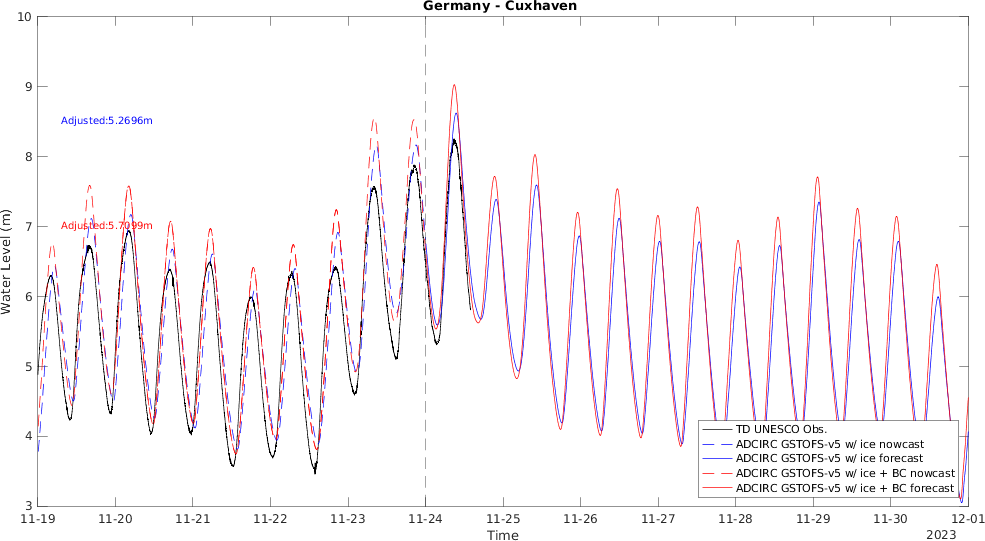 Germany - Cuxhaven
10
9
8
7
6
5
4
3
Water Level (m)
Adjusted:5.2696m
Adjusted:5.7099m
TD UNESCO Obs.
ADCIRC GSTOFS-v5 w/ ice nowcast
ADCIRC GSTOFS-v5 w/ ice forecast
ADCIRC GSTOFS-v5 w/ ice + BC nowcast
ADCIRC GSTOFS-v5 w/ ice + BC forecast
11-19 11-20 11-21 11-22 11-23 11-24 11-25 11-26 11-27 11-28 11-29 11-30 12-01
Time
2023